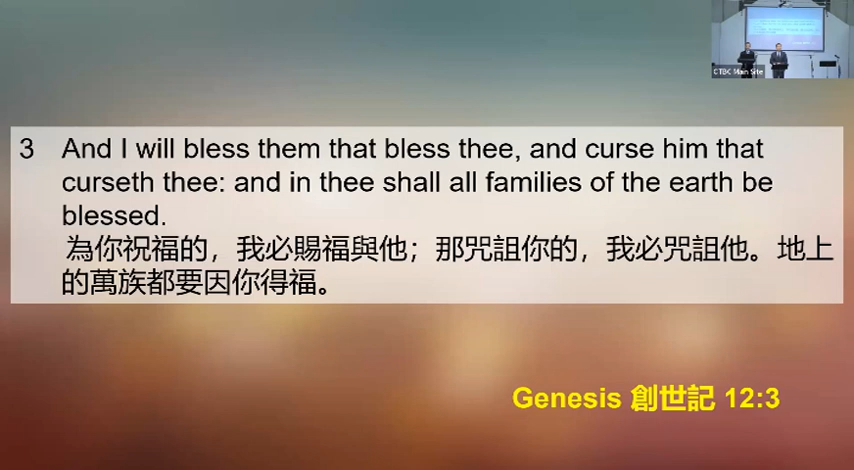 CTBC Main Site
3 And I will bless them that bless thee, and curse him that
curseth thee: and in thee shall all families of the earth be
blessed.
為你祝福的，我必賜福與他；那咒詛你的，我必咒詛他。地上
的萬族都要因你得福。
Genesis 創世記 12:3